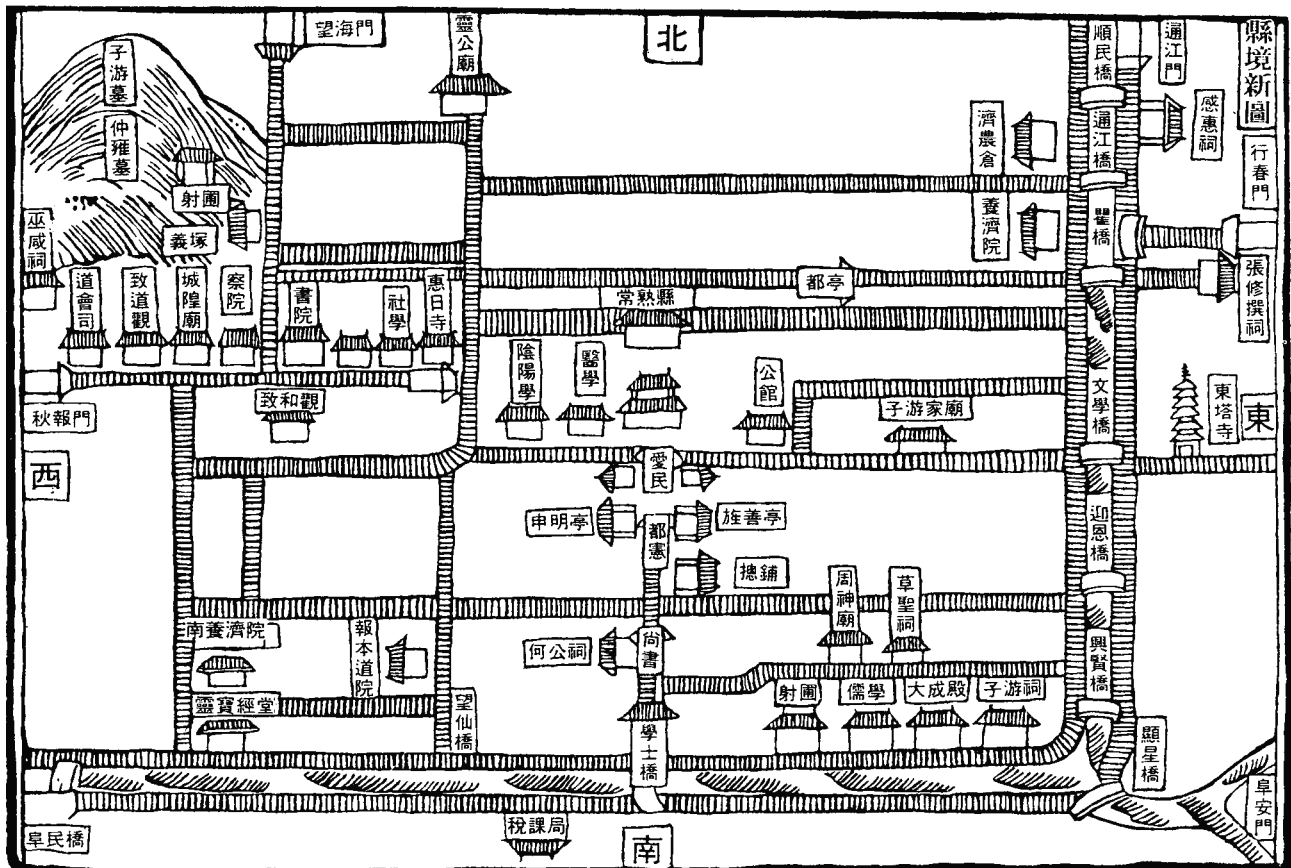 縣境新圖
北
東
南
西
望海門
靈公廟
順民橋
通江門
子游墓
仲雍墓
射圃
義塚
巫咸祠
濟農倉
養濟院
通江橋
感惠祠
行春門
瞿橋
張修撰祠
道會司
致道觀
城隍廟
察院
書院
社學
惠日寺
常熟縣
都亭
陰陽學
醫學
公館
子游家廟
文學橋
東塔寺
秋報門
致和觀
愛民
申明亭
旌善亭
都憲
摠鋪
迎恩橋
周神廟
草聖祠
南養濟院
報本道院
何公祠
尚書
興賢橋
靈寶經堂
望仙橋
學士橋
射圃
儒學
大成殿
子游祠
顯星橋
阜安門
阜民橋
稅課局